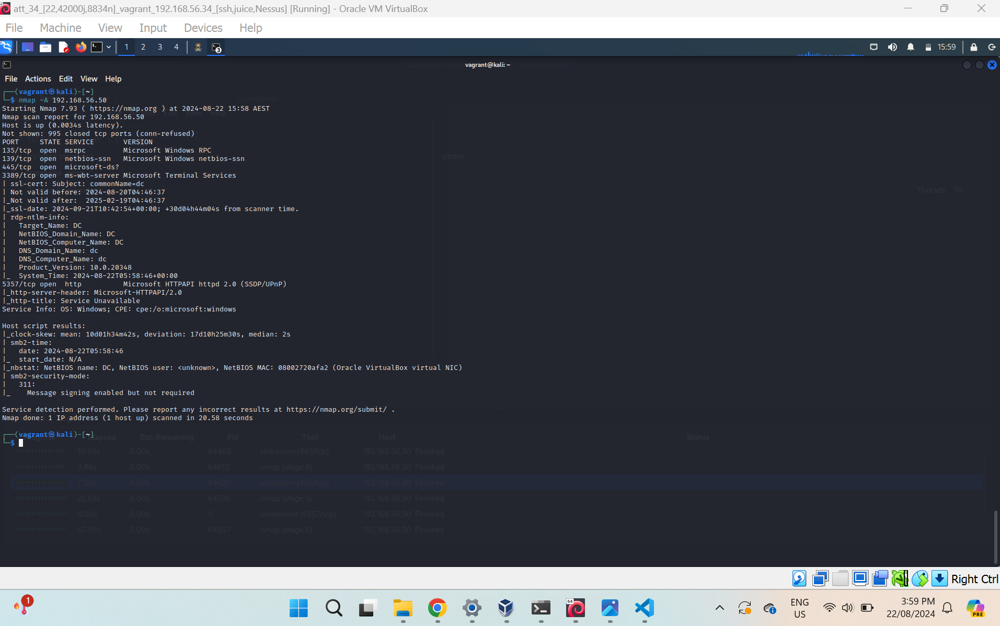 att_34_[22,42000j,8834n]_vagrant_192.168.56.34_[ssh,juice,Nessus] [Running] - Oracle VM VirtualBox
File Machine View Input Devices Help
1 2 3 4 3 15:59
vagrant@kali: ~
File Actions Edit View Help
┌──(vagrant㉿kali)-[~]
└─$ nmap -A 192.168.56.50
Starting Nmap 7.93 ( https://nmap.org ) at 2024-08-22 15:58 AEST
Nmap scan report for 192.168.56.50
Host is up (0.0034s latency).
Not shown: 995 closed tcp ports (conn-refused)
PORT     STATE SERVICE       VERSION
135/tcp  open  msrpc         Microsoft Windows RPC
139/tcp  open  netbios-ssn   Microsoft Windows netbios-ssn
445/tcp  open  microsoft-ds?
3389/tcp open  ms-wbt-server Microsoft Terminal Services
| ssl-cert: Subject: commonName=dc
| Not valid before: 2024-08-20T04:46:37
|_Not valid after:  2025-02-19T04:46:37
|_ssl-date: 2024-09-21T10:42:54+00:00; +30d04h44m04s from scanner time.
| rdp-ntlm-info:
|   Target_Name: DC
|   NetBIOS_Domain_Name: DC
|   NetBIOS_Computer_Name: DC
|   DNS_Domain_Name: dc
|   DNS_Computer_Name: dc
|   Product_Version: 10.0.20348
|_  System_Time: 2024-08-22T05:58:46+00:00
5357/tcp open  http          Microsoft HTTPAPI httpd 2.0 (SSDP/UPnP)
|_http-server-header: Microsoft-HTTPAPI/2.0
|_http-title: Service Unavailable
Service Info: OS: Windows; CPE: cpe:/o:microsoft:windows
Host script results:
|_clock-skew: mean: 10d01h34m42s, deviation: 17d10h25m30s, median: 2s
| smb2-time:
|   date: 2024-08-22T05:58:46
|_  start_date: N/A
|_nbstat: NetBIOS name: DC, NetBIOS user: <unknown>, NetBIOS MAC: 08002720afa2 (Oracle VirtualBox virtual NIC)
| smb2-security-mode:
|   311:
|_    Message signing enabled but not required
Service detection performed. Please report any incorrect results at https://nmap.org/submit/ .
Nmap done: 1 IP address (1 host up) scanned in 20.58 seconds
┌──(vagrant㉿kali)-[~]
└─$
ptions
Threads 16
Elapsed Est. Remaining Pid Tool Host Status
10.93s 0.00s 64468 smbenum (445/tcp) 192.168.56.50 Finished
3.88s 0.00s 64612 nmap (stage 4) 192.168.56.50 Finished
7.39s 0.00s 64620 smbenum (445/tcp) 192.168.56.50 Finished
22.63s 0.00s 64735 nmap (stage 5) 192.168.56.50 Finished
0.00s 0.00s 0 screenshot (5357/tcp) 192.168.56.50 Finished
67.99s 0.00s 64857 nmap (stage 6) 192.168.56.50 Finished
Right Ctrl
1
64
ENG
US
3:59 PM
22/08/2024
PRE